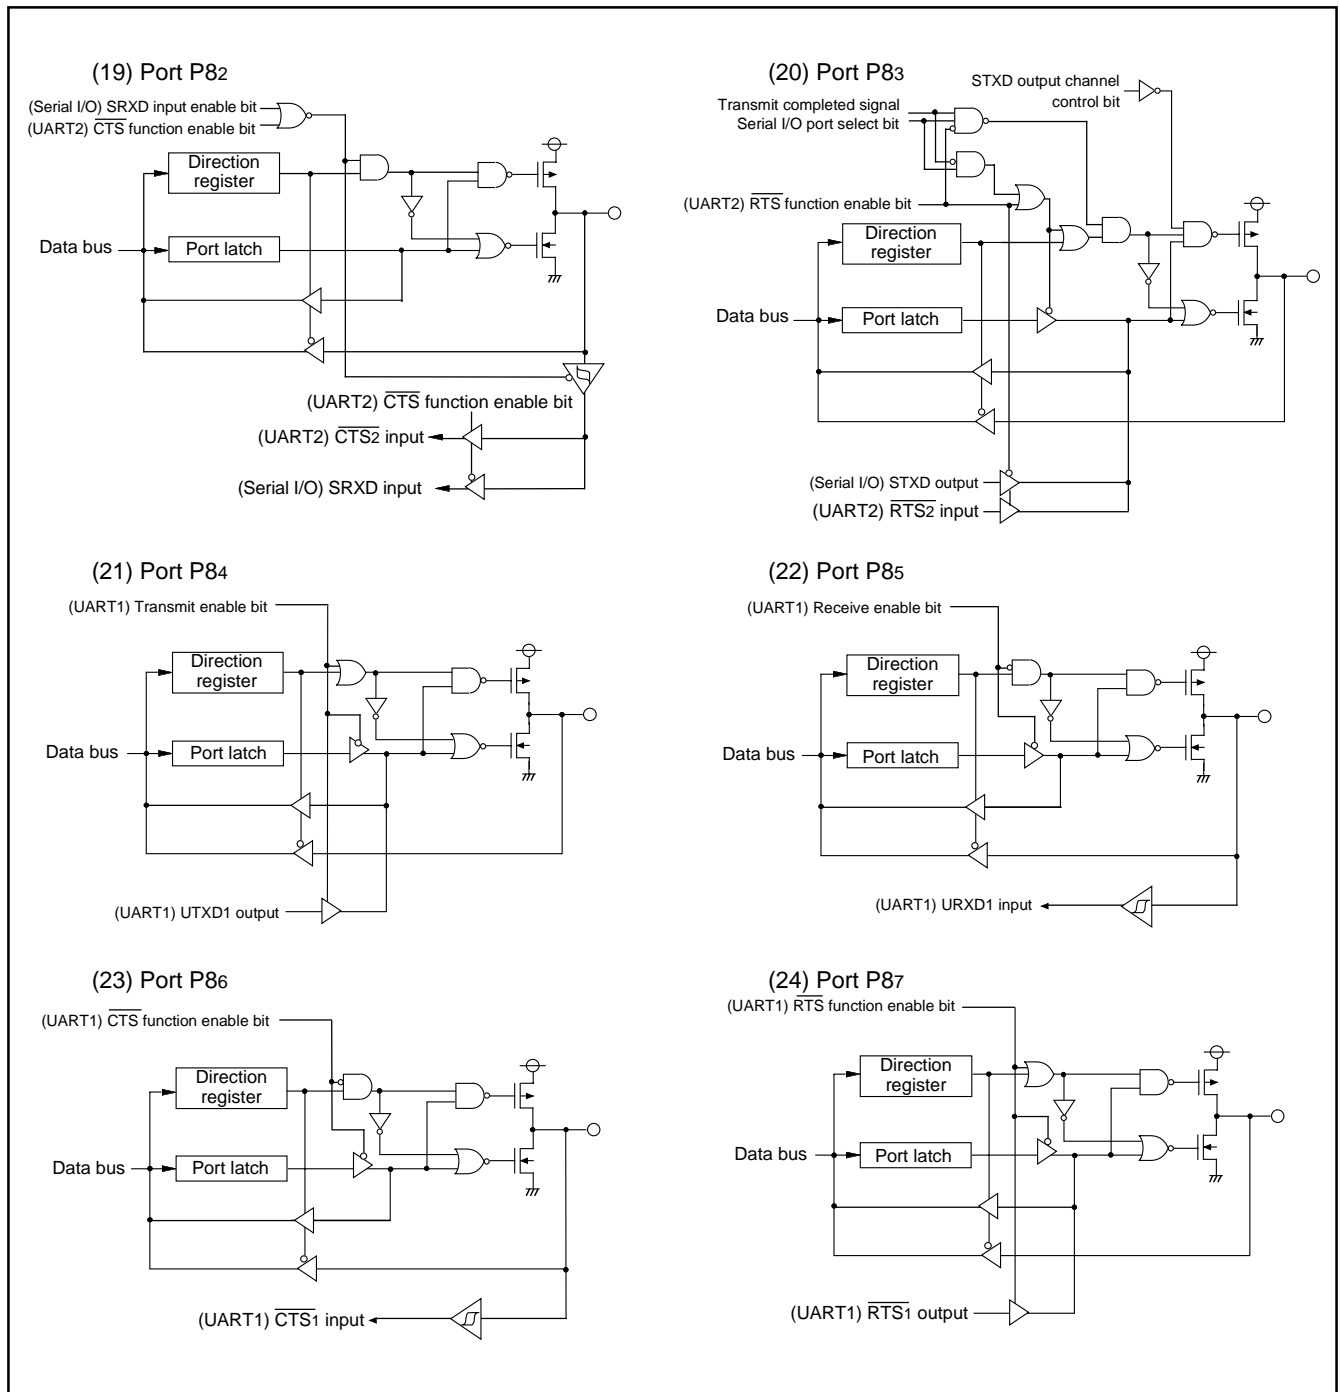 (19) Port P82
(Serial I/O) SRXD input enable bit
(UART2) CTS function enable bit
Direction
register
Data bus
Port latch
(UART2) CTS function enable bit
(UART2) CTS2 input
(Serial I/O) SRXD input
(20) Port P83
STXD output channel
control bit
Transmit completed signal
Serial I/O port select bit
(UART2) RTS function enable bit
Direction
register
Data bus
Port latch
(Serial I/O) STXD output
(UART2) RTS2 input
(21) Port P84
(UART1) Transmit enable bit
Direction
register
Data bus
Port latch
(UART1) UTXD1 output
(22) Port P85
(UART1) Receive enable bit
Direction
register
Data bus
Port latch
(UART1) URXD1 input
(23) Port P86
(UART1) CTS function enable bit
Direction
register
Data bus
Port latch
(UART1) CTS1 input
(24) Port P87
(UART1) RTS function enable bit
Direction
register
Data bus
Port latch
(UART1) RTS1 output